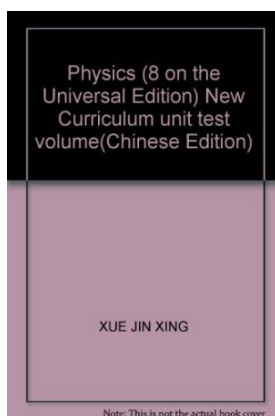 Physics (8 on the
Universal Edition) New
Curriculum unit test
volume(Chinese Edition)
XUE JIN XING
Note: This is not the actual book cover